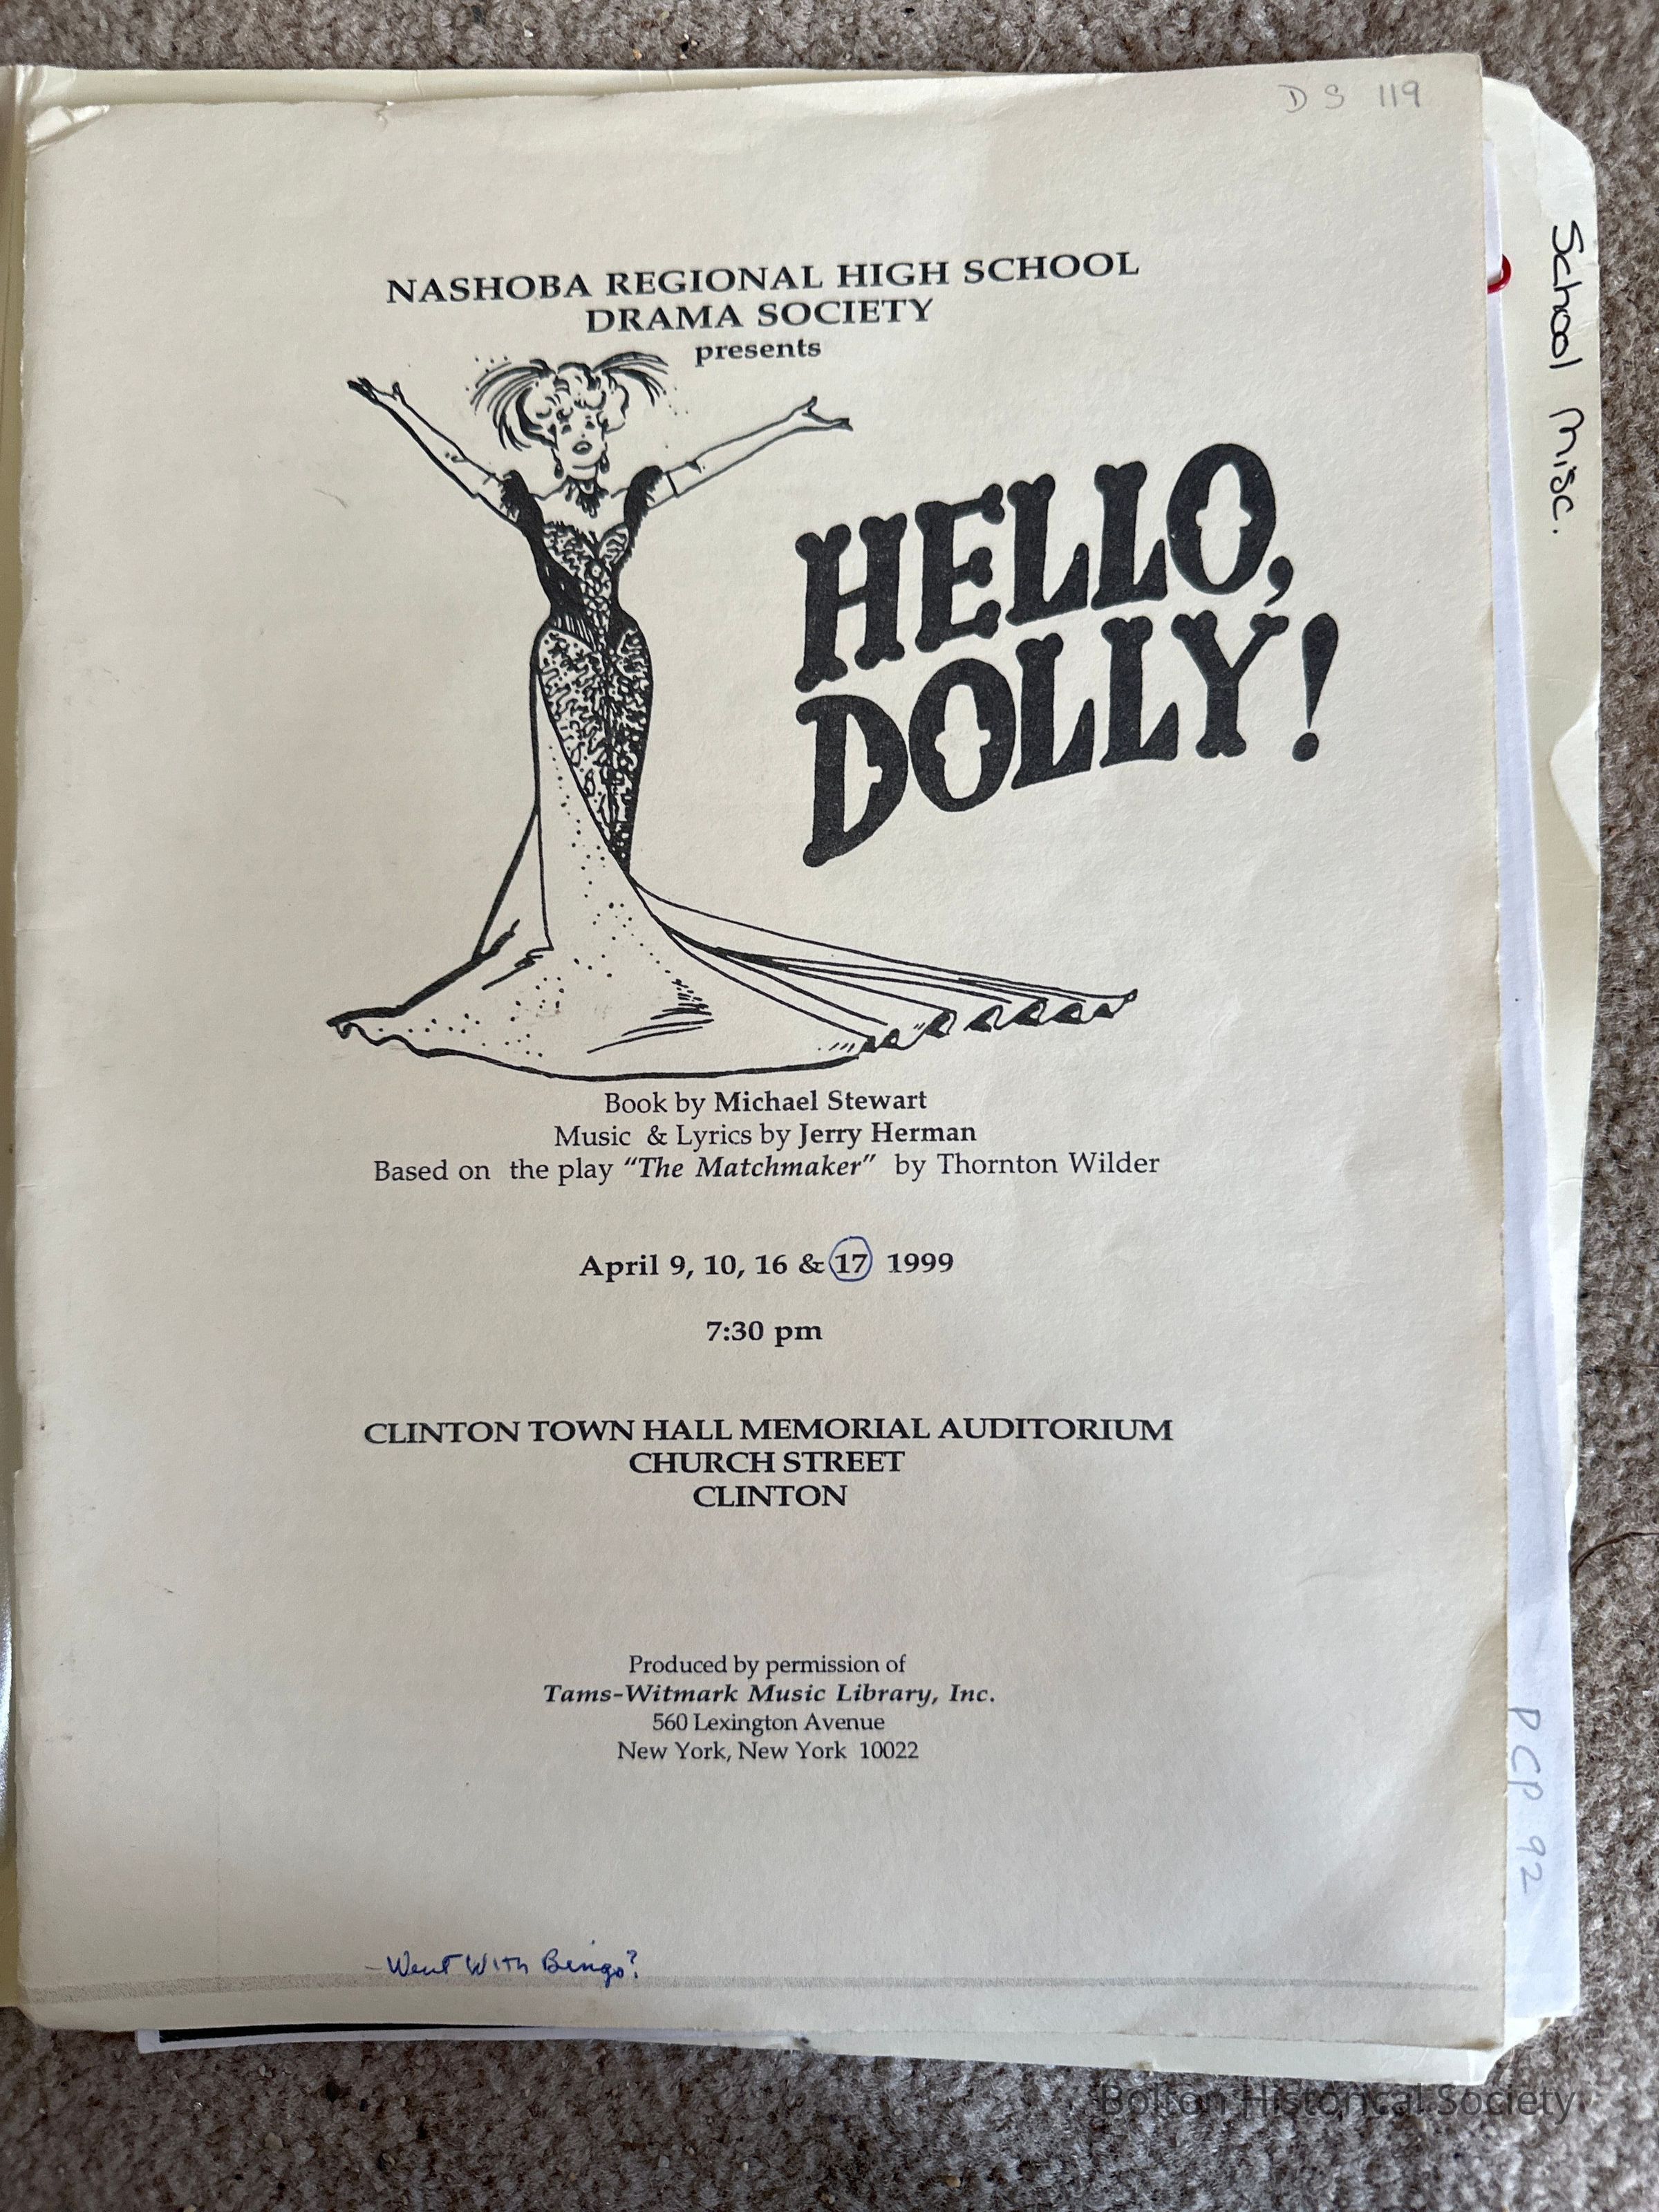 DS 119
NASHOBA REGIONAL HIGH SCHOOL
DRAMA SOCIETY
presents
HELLO,
DOLLY!
Book by Michael Stewart
Music & Lyrics by Jerry Herman
Based on the play “The Matchmaker” by Thornton Wilder
April 9, 10, 16 & 17 1999
7:30 pm
CLINTON TOWN HALL MEMORIAL AUDITORIUM
CHURCH STREET
CLINTON
Produced by permission of
Tams-Witmark Music Library, Inc.
560 Lexington Avenue
New York, New York 10022
-Went With Bingo?
School Misc.
PCP 92
Bolton Historical Society